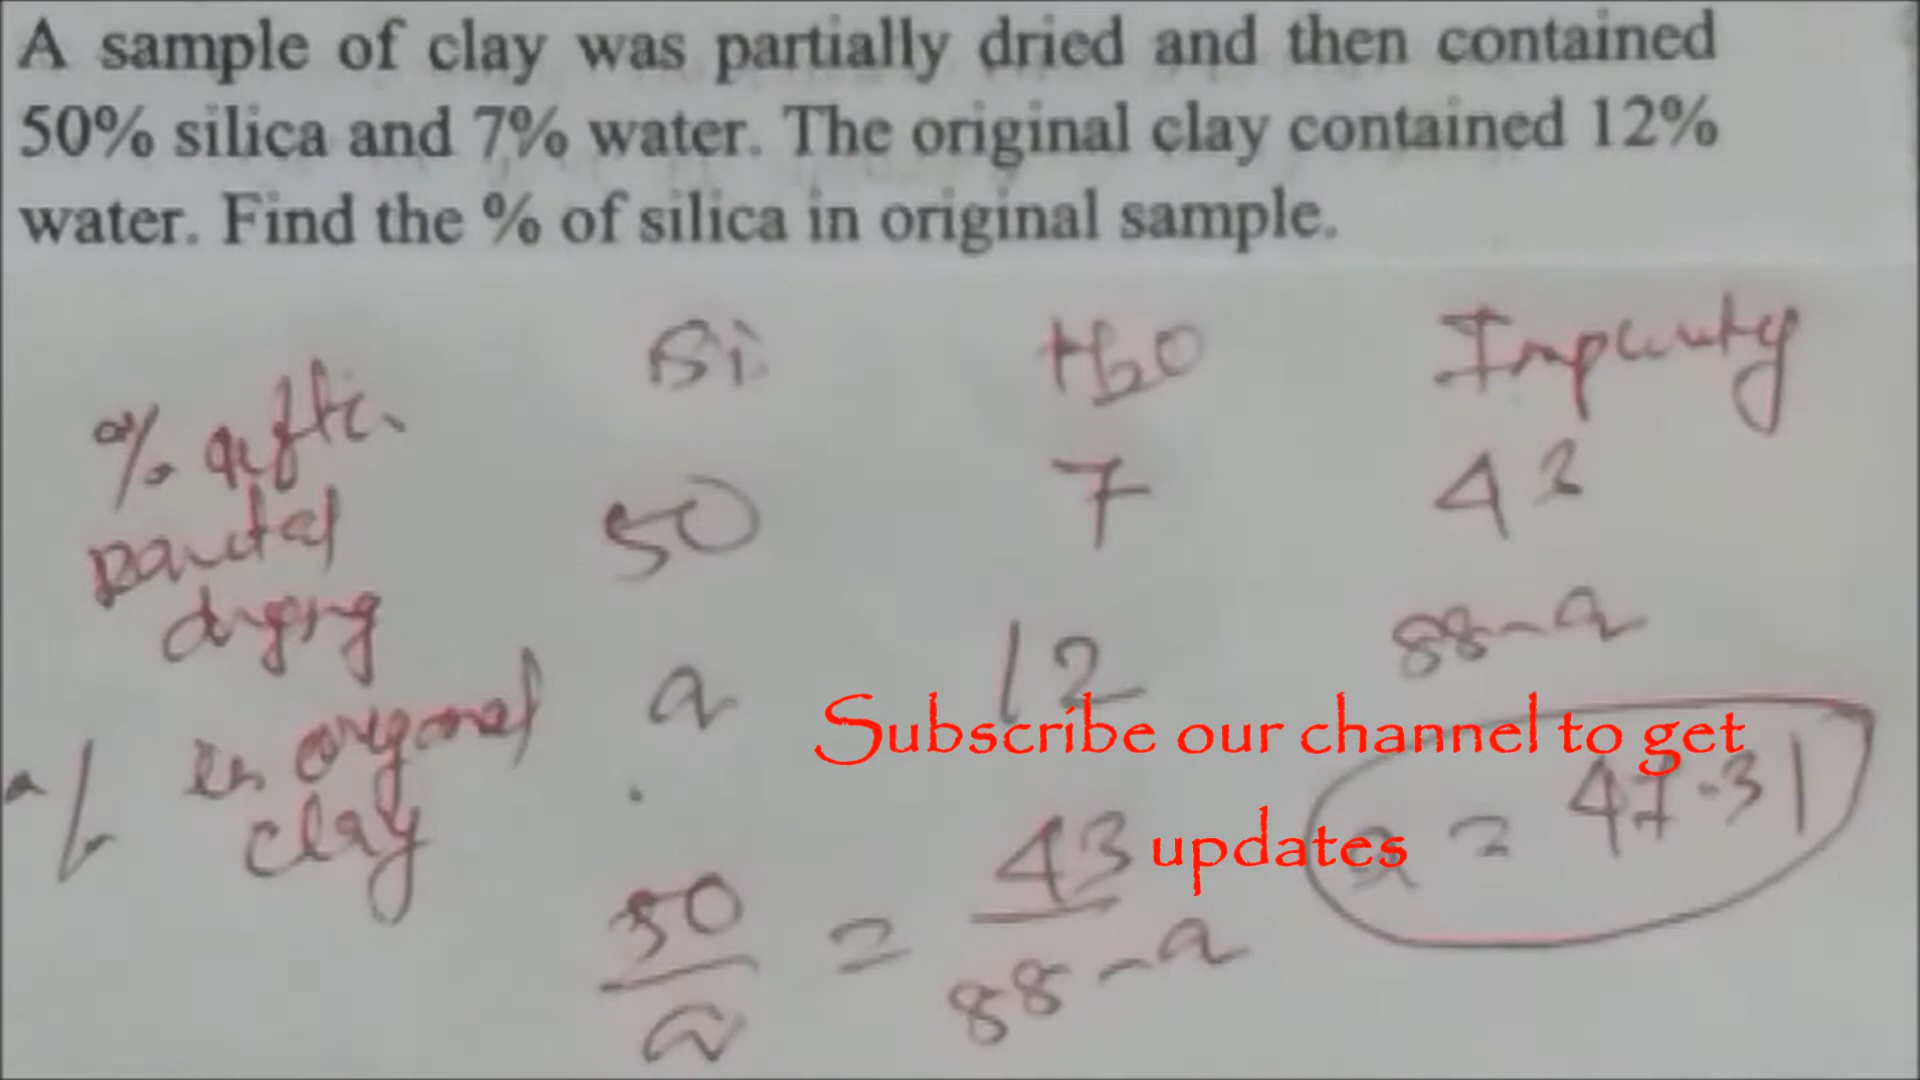 A sample of clay was partially dried and then contained
50% silica and 7% water. The original clay contained 12%
water. Find the % of silica in original sample.
Si H2O Impurity
% after 50 7 43
Partial
drying 88-a
% in original a 12
clay
Subscribe our channel to get
updates
a = 47.31
50/a = 43/88-a